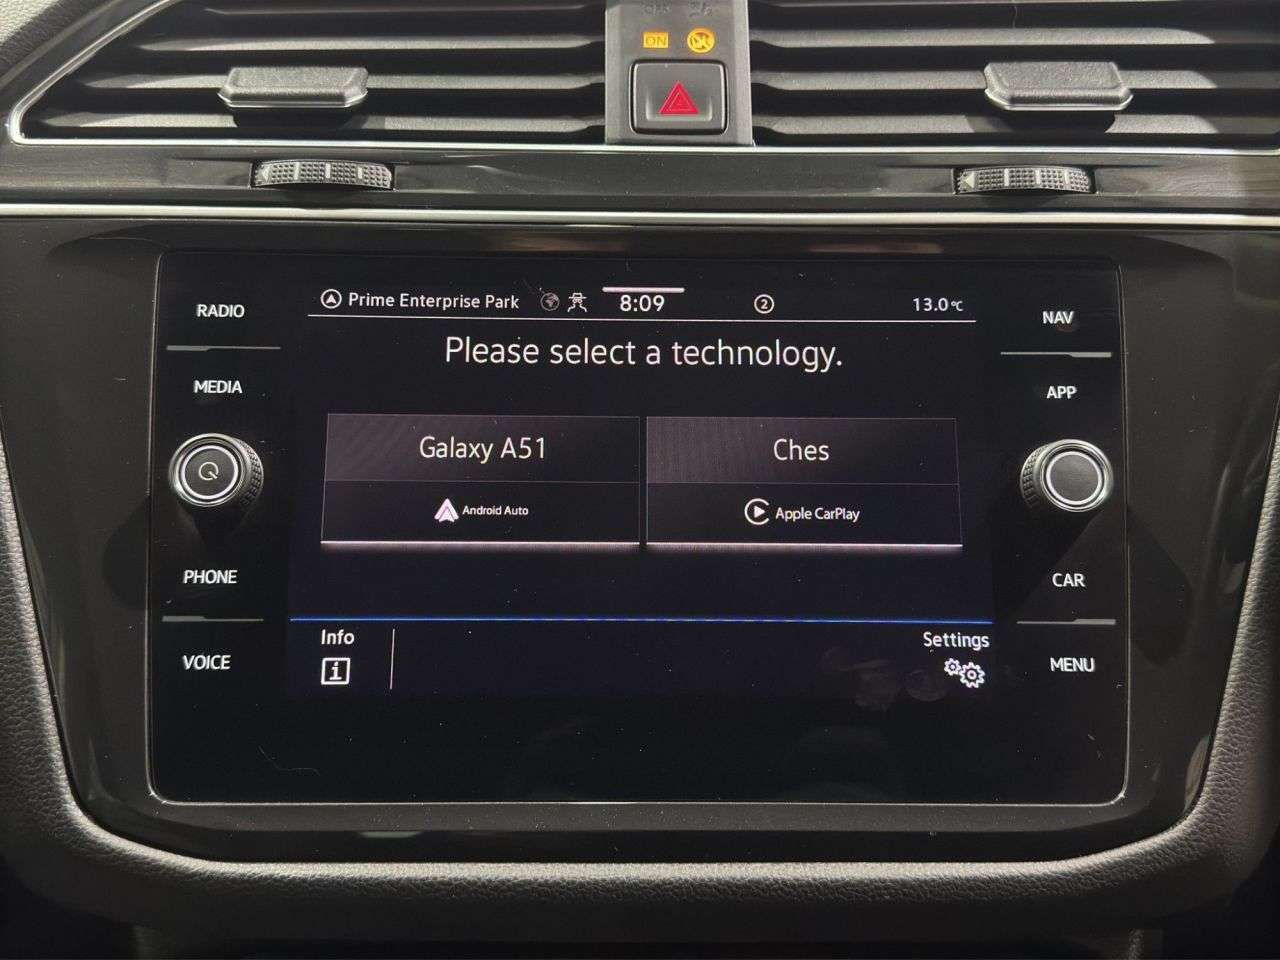 ON
RADIO
MEDIA
PHONE
VOICE
Prime Enterprise Park 8:09 2 13.0°C
Please select a technology.
Galaxy A51
Android Auto
Ches
Apple CarPlay
Info
i
Settings
NAV
APP
CAR
MENU